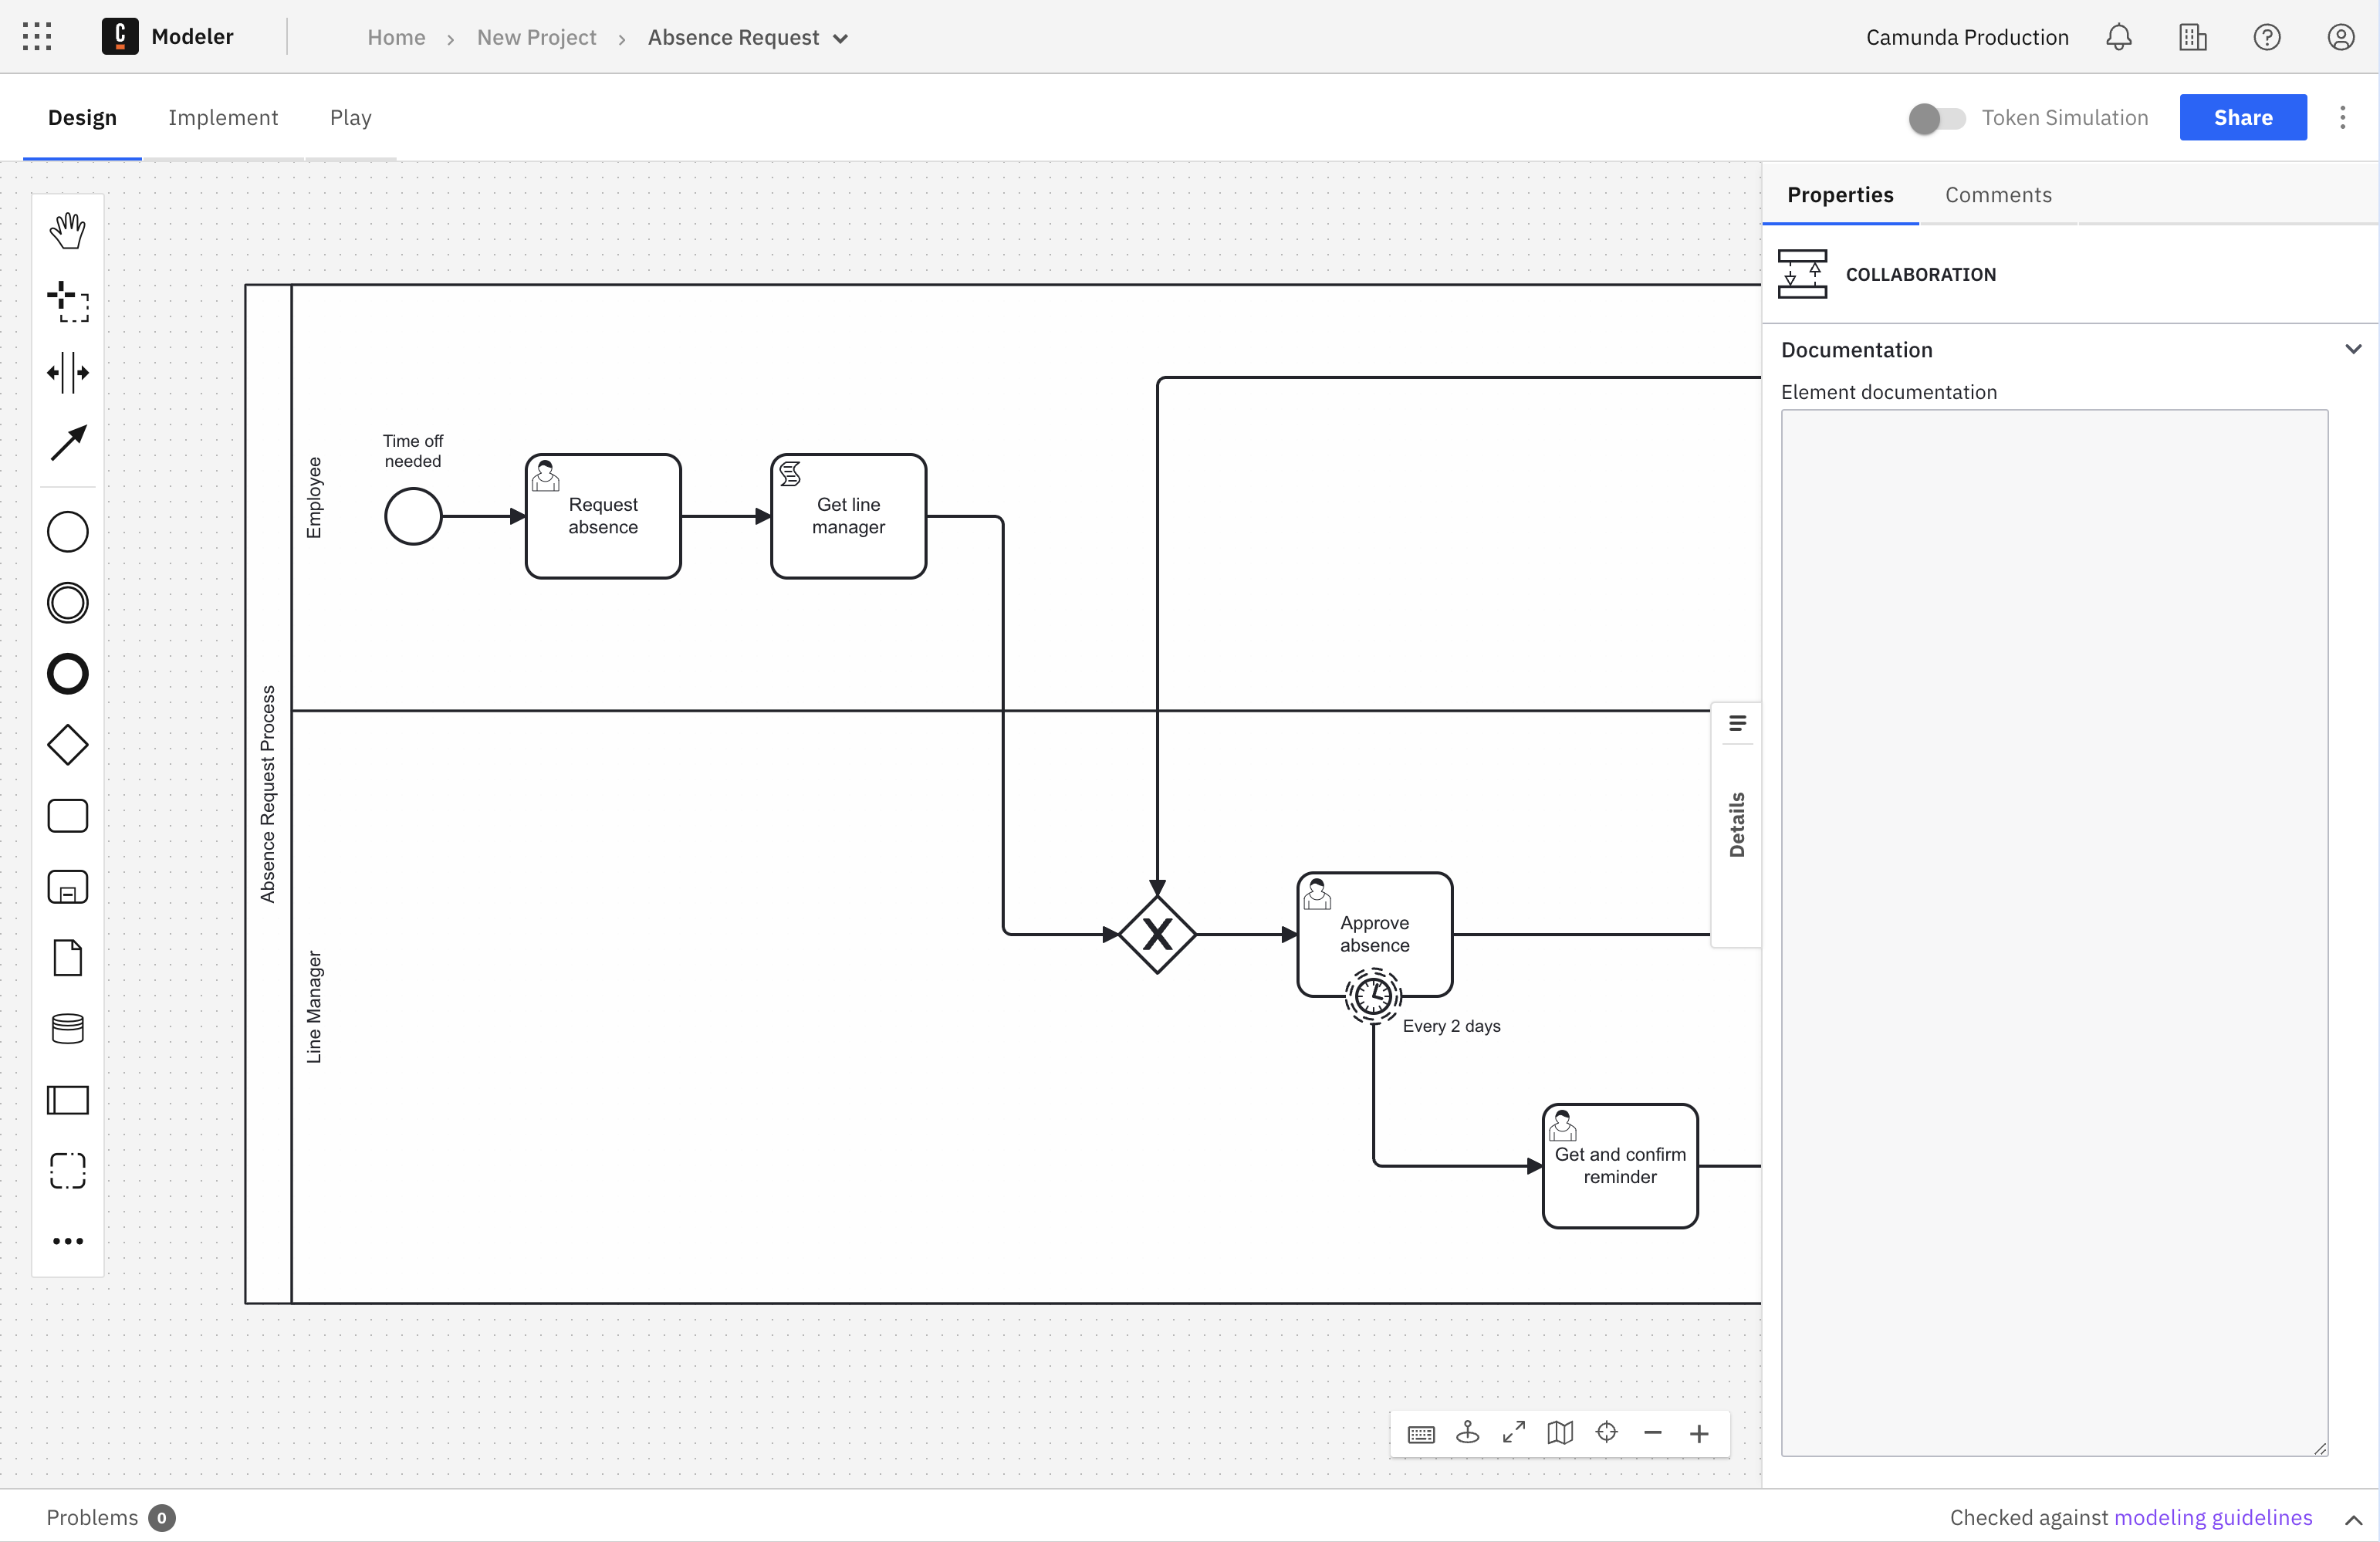 Modeler
Home
New Project
Absence Request
Camunda Production
Design
Implement
Play
Token Simulation
Share
Properties
Comments
COLLABORATION
Documentation
Element documentation
Absence Request Process
Employee
Time off
needed
Request
absence
Get line
manager
Line Manager
X
Approve
absence
Every 2 days
Get and confirm
reminder
Details
Problems 0
Checked against modeling guidelines